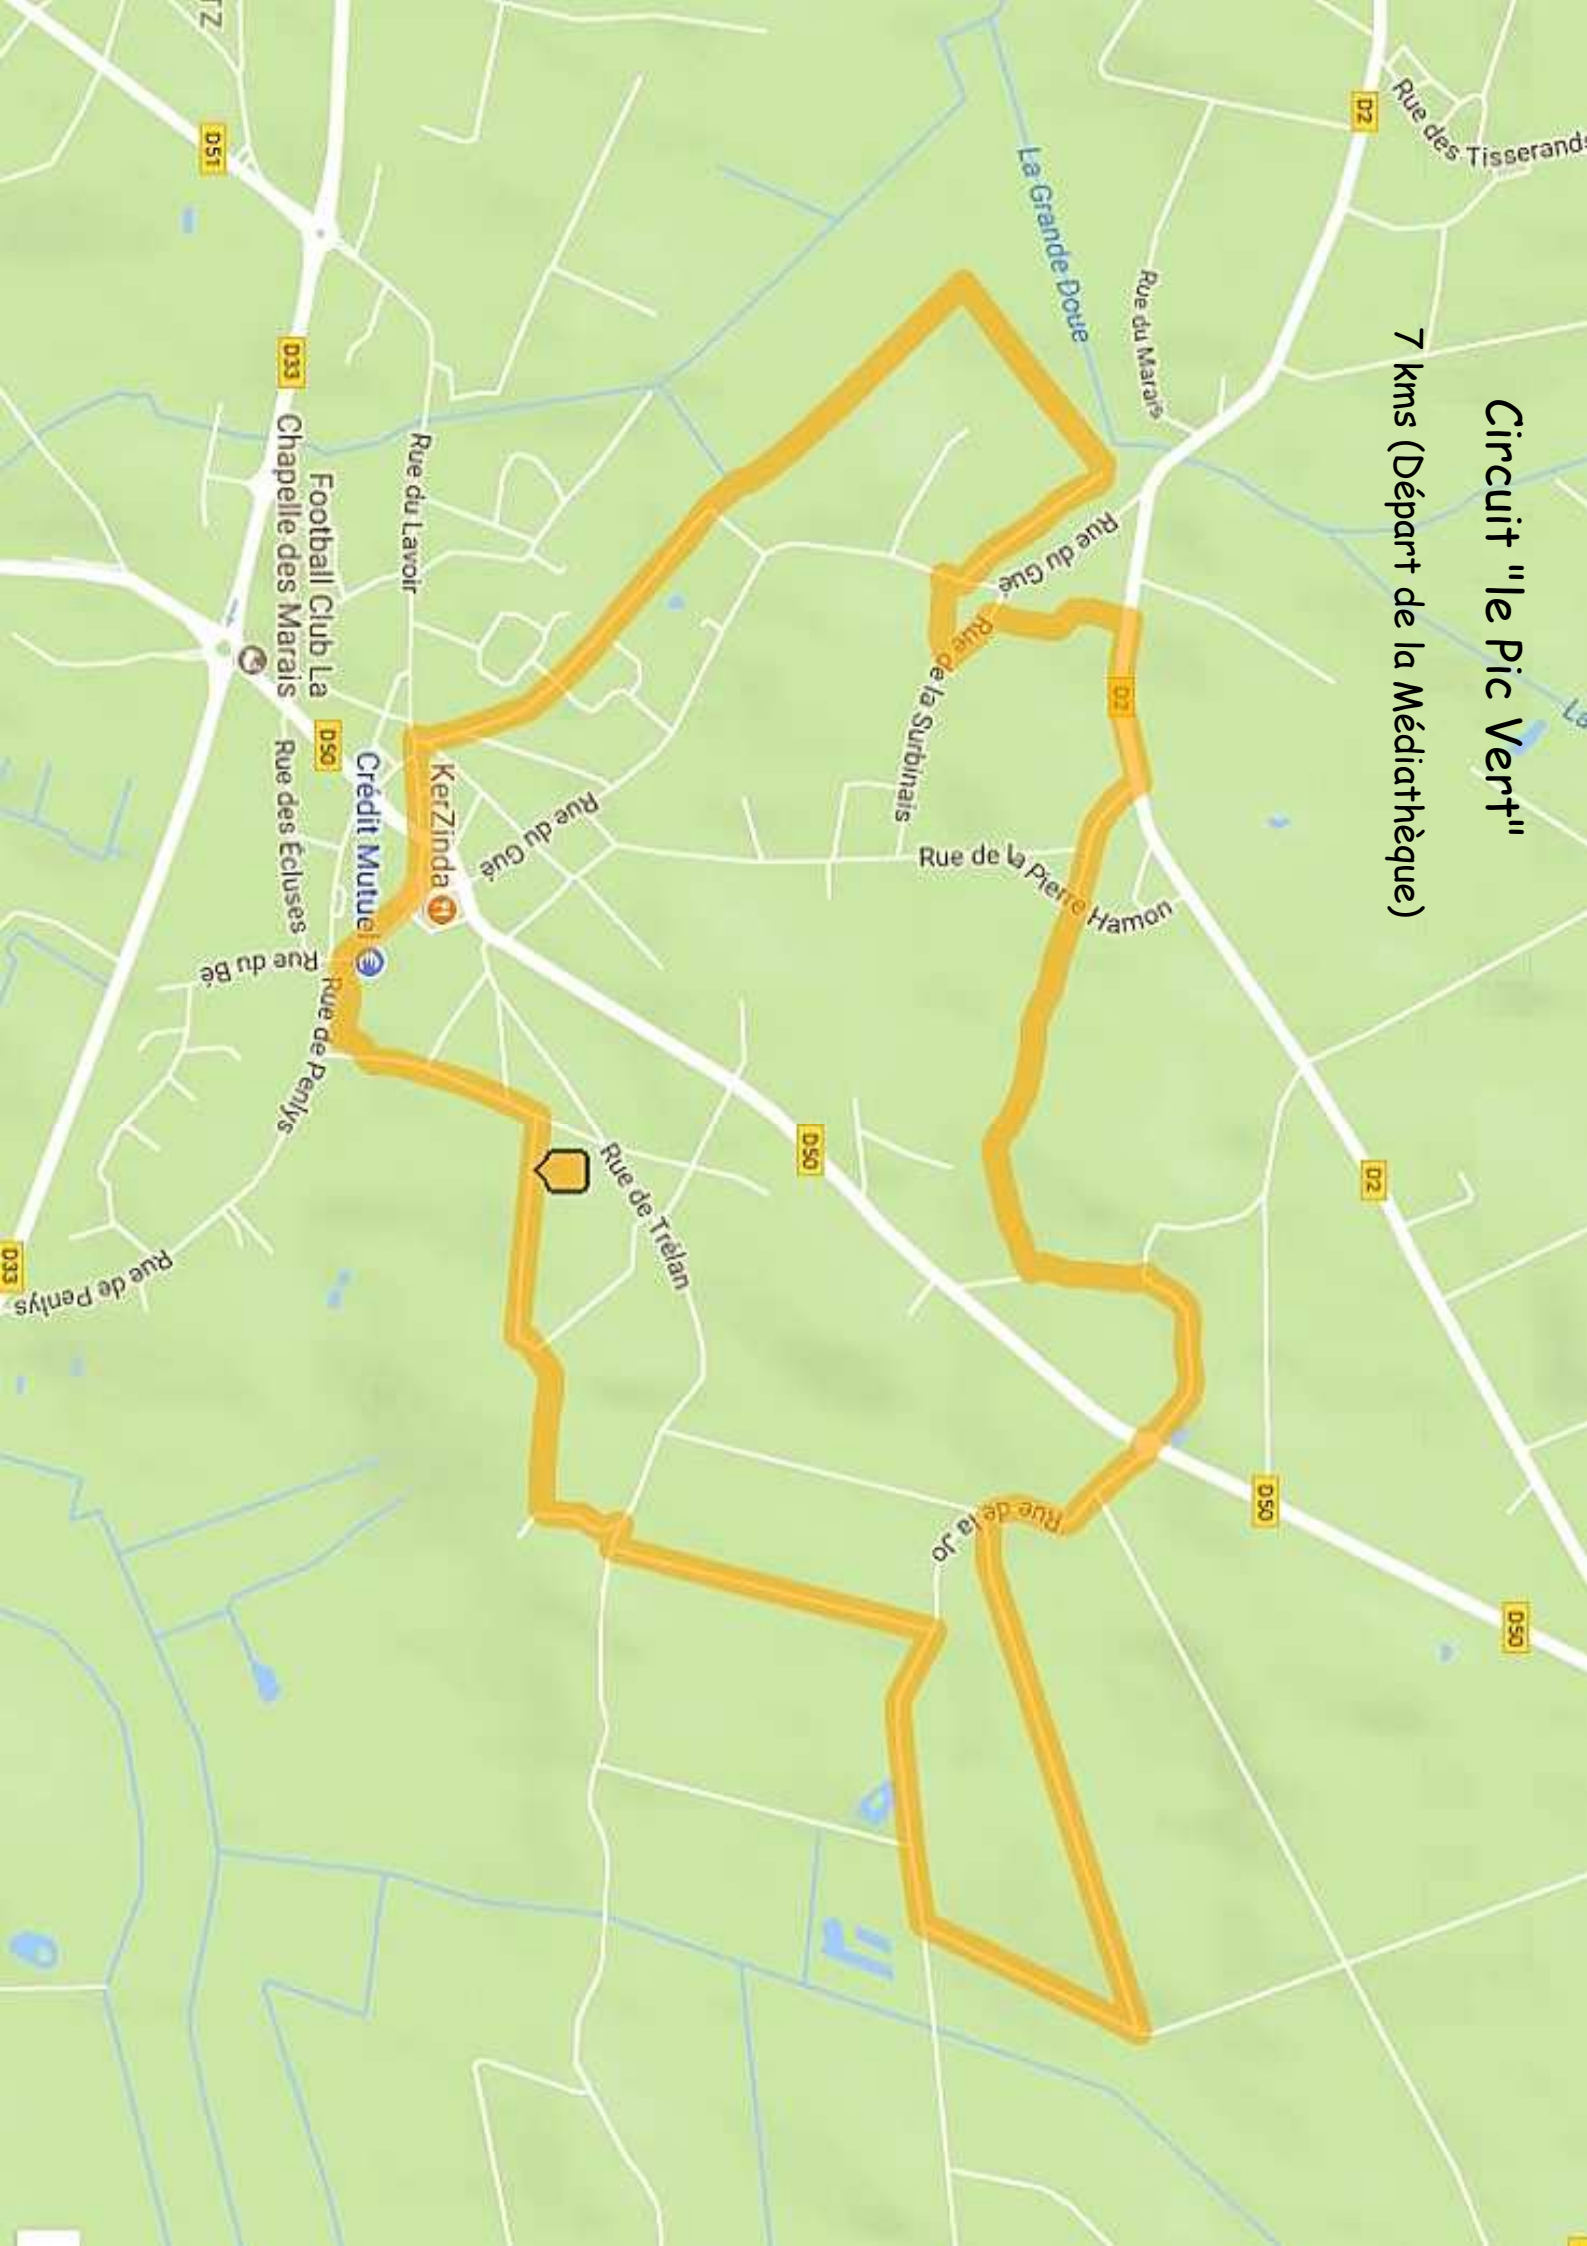 Circuit "le Pic Vert"
7 kms (Départ de la Médiathèque)
Rue des Tisserands
D2
La
La Grande Doue
Rue du Marais
Rue du Gué
D2
Rue de la Surbinais
Rue de la Pierre Hamon
D2
TZ
D51
D33
Rue du Lavoir
Football Club La
Chapelle des Marais
D50
Crédit Mutuel
KerZinda
Rue du Gué
Rue des Écluses
Rue du Bé
Rue de Penlys
D50
Rue de Trélan
Rue de Penlys
D33
Rue de la Jo
D50
D50